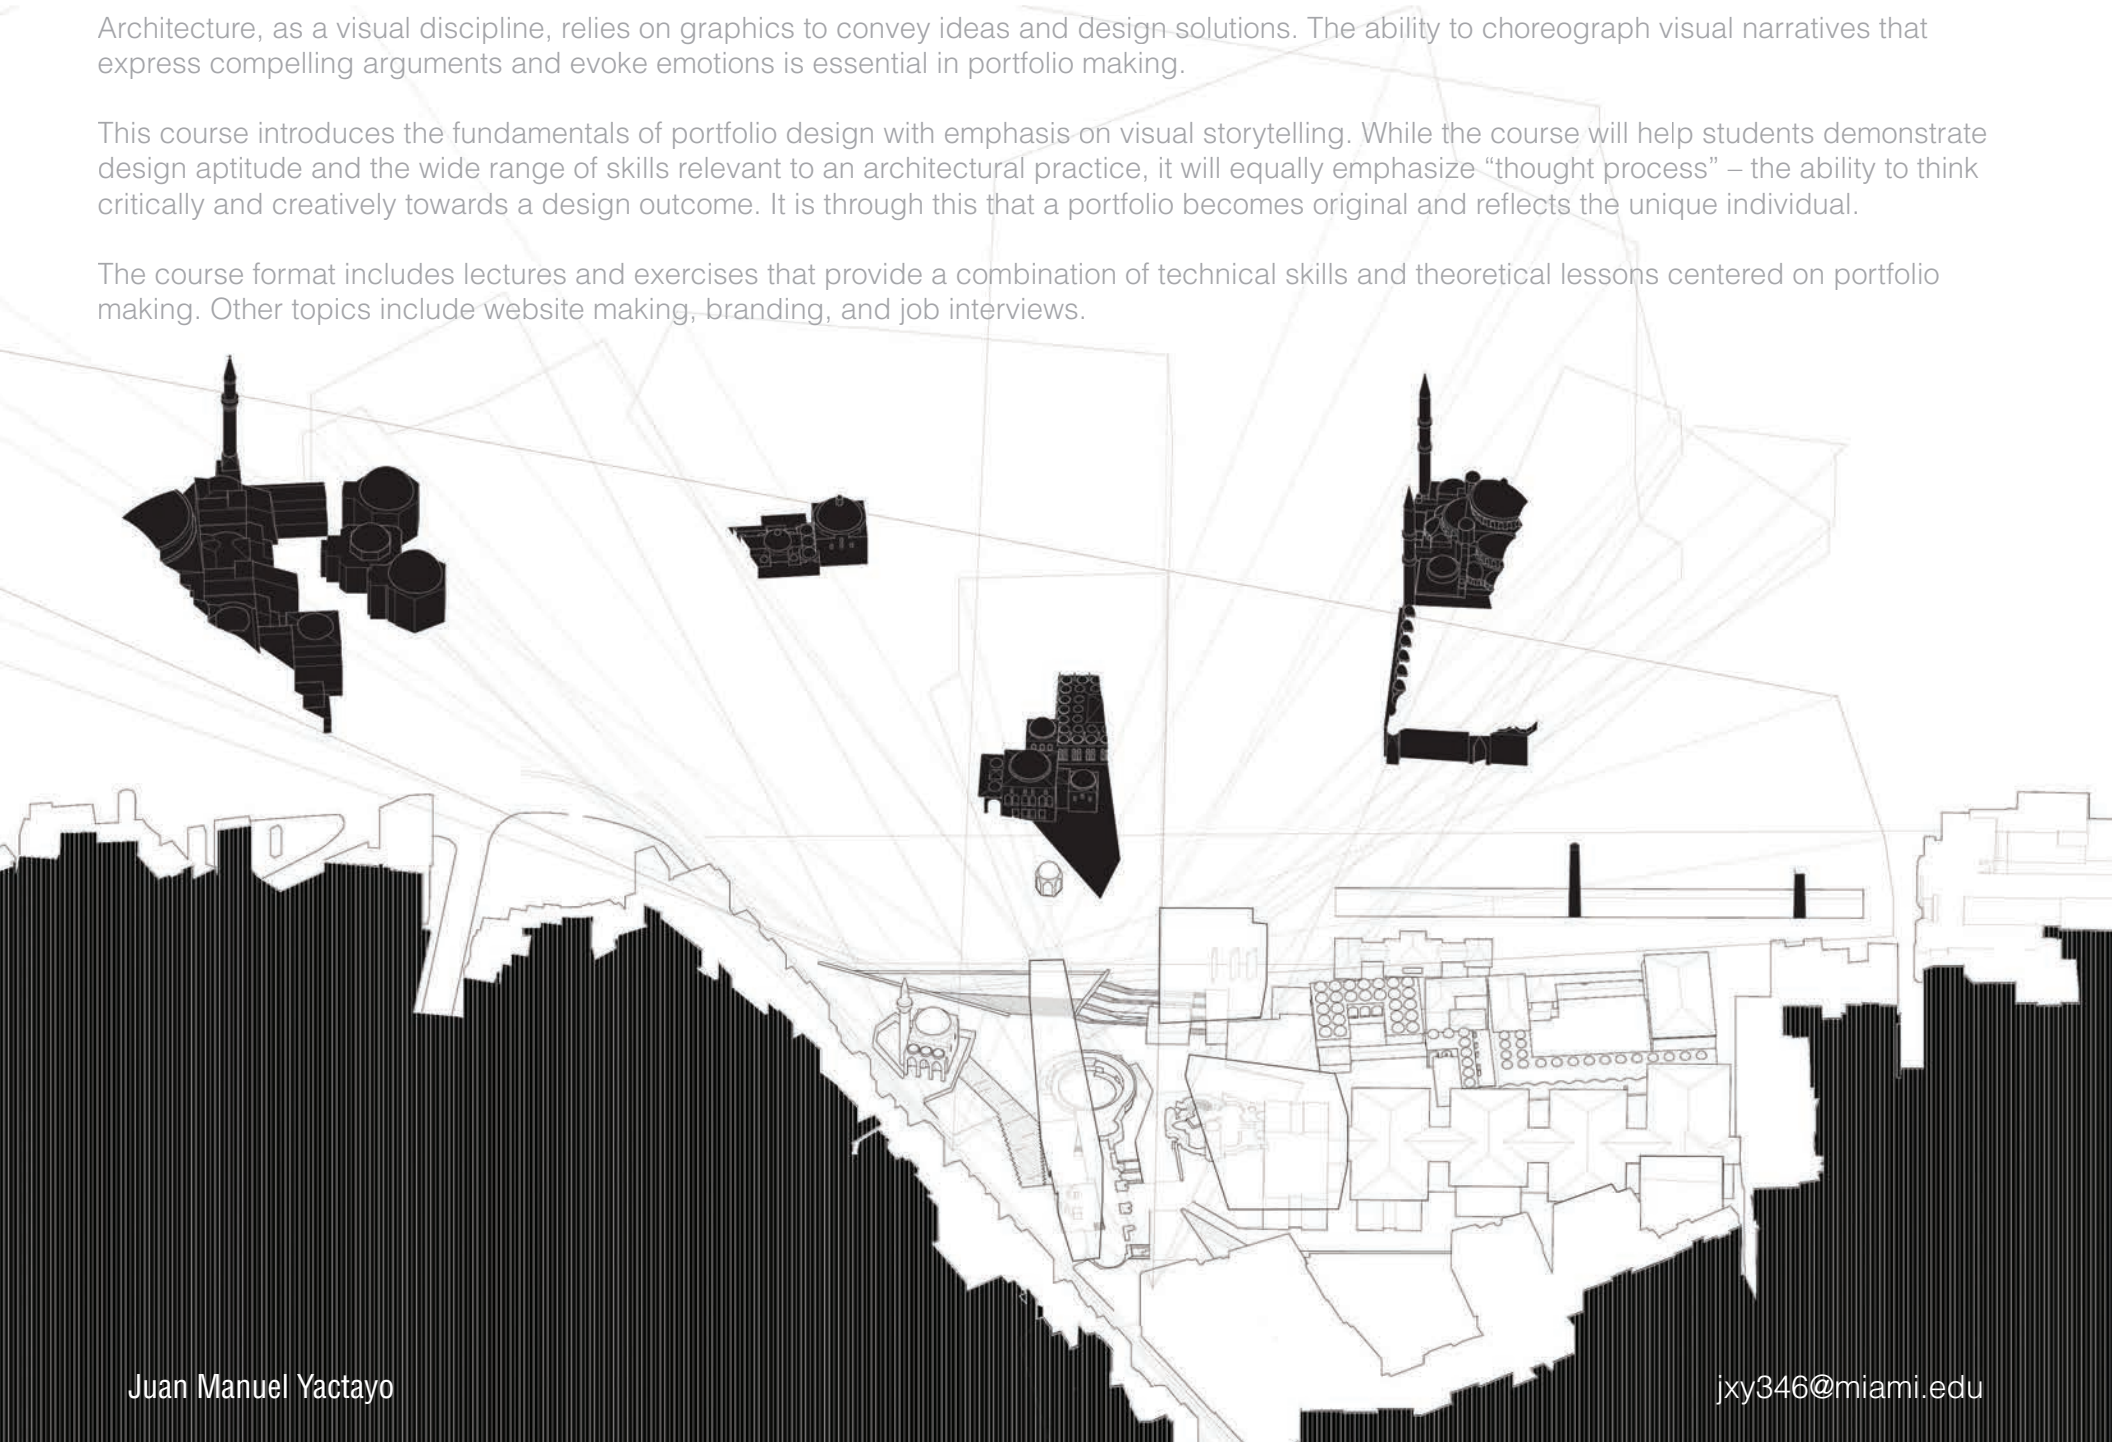 Architecture, as a visual discipline, relies on graphics to convey ideas and design solutions. The ability to choreograph visual narratives that
express compelling arguments and evoke emotions is essential in portfolio making.
This course introduces the fundamentals of portfolio design with emphasis on visual storytelling. While the course will help students demonstrate
design aptitude and the wide range of skills relevant to an architectural practice, it will equally emphasize “thought process” – the ability to think
critically and creatively towards a design outcome. It is through this that a portfolio becomes original and reflects the unique individual.
The course format includes lectures and exercises that provide a combination of technical skills and theoretical lessons centered on portfolio
making. Other topics include website making, branding, and job interviews.
Juan Manuel Yactayo
jxy346@miami.edu